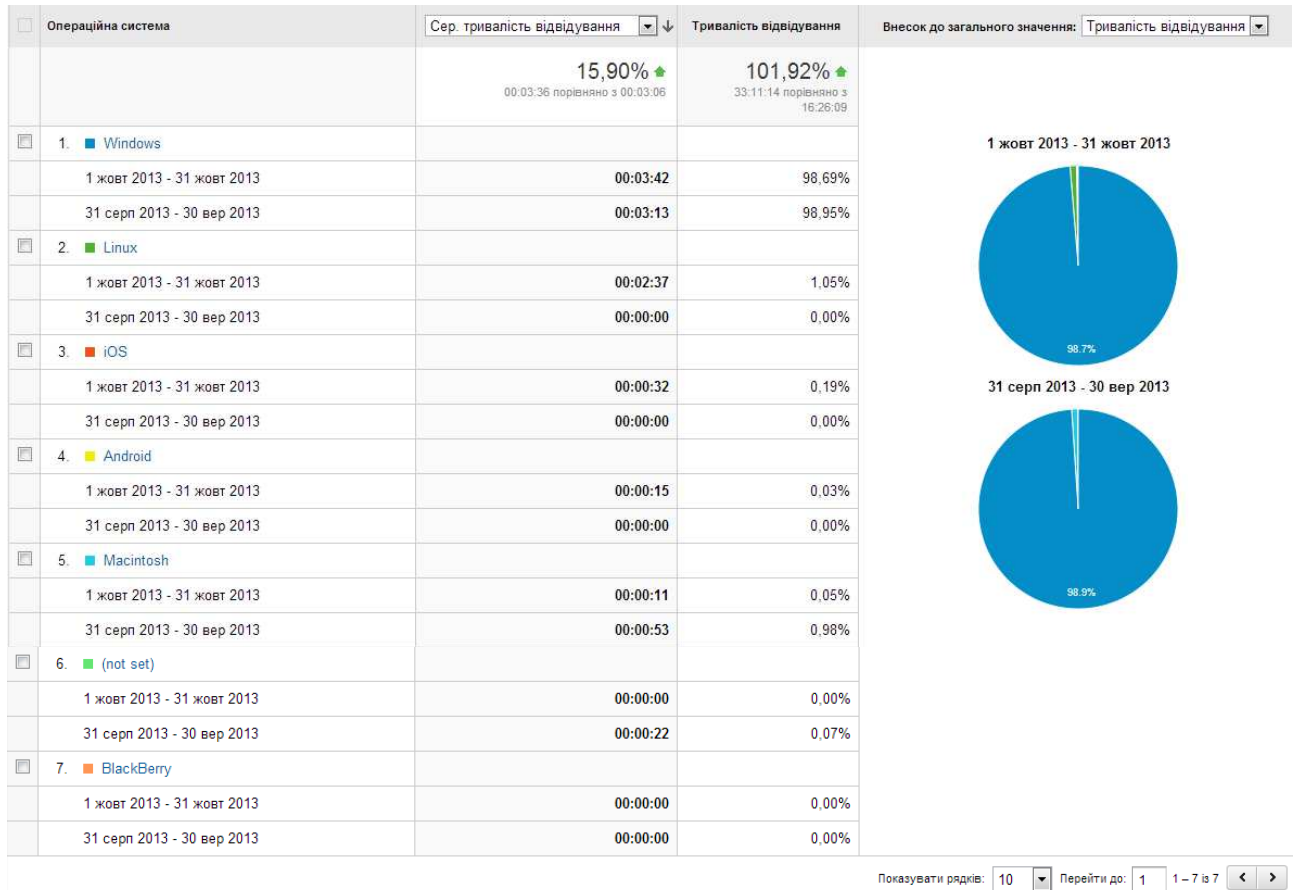 Операційна система Сер. тривалість відвідування Тривалість відвідування Внесок до загального значення: Тривалість відвідування
15,90% 101,92%
00:03:36 порівняно з 00:03:06 33:11:14 порівняно з
16:26:09
1. Windows
1 жовт 2013 - 31 жовт 2013 00:03:42 98,69%
31 серп 2013 - 30 вер 2013 00:03:13 98,95%
2. Linux
1 жовт 2013 - 31 жовт 2013 00:02:37 1,05%
31 серп 2013 - 30 вер 2013 00:00:00 0,00%
3. iOS
1 жовт 2013 - 31 жовт 2013 00:00:32 0,19%
31 серп 2013 - 30 вер 2013 00:00:00 0,00%
4. Android
1 жовт 2013 - 31 жовт 2013 00:00:15 0,03%
31 серп 2013 - 30 вер 2013 00:00:00 0,00%
5. Macintosh
1 жовт 2013 - 31 жовт 2013 00:00:11 0,05%
31 серп 2013 - 30 вер 2013 00:00:53 0,98%
6. (not set)
1 жовт 2013 - 31 жовт 2013 00:00:00 0,00%
31 серп 2013 - 30 вер 2013 00:00:22 0,07%
7. BlackBerry
1 жовт 2013 - 31 жовт 2013 00:00:00 0,00%
31 серп 2013 - 30 вер 2013 00:00:00 0,00%
1 жовт 2013 - 31 жовт 2013
98.7%
31 серп 2013 - 30 вер 2013
98.9%
Показувати рядків: 10 Перейти до: 1 1 – 7 із 7